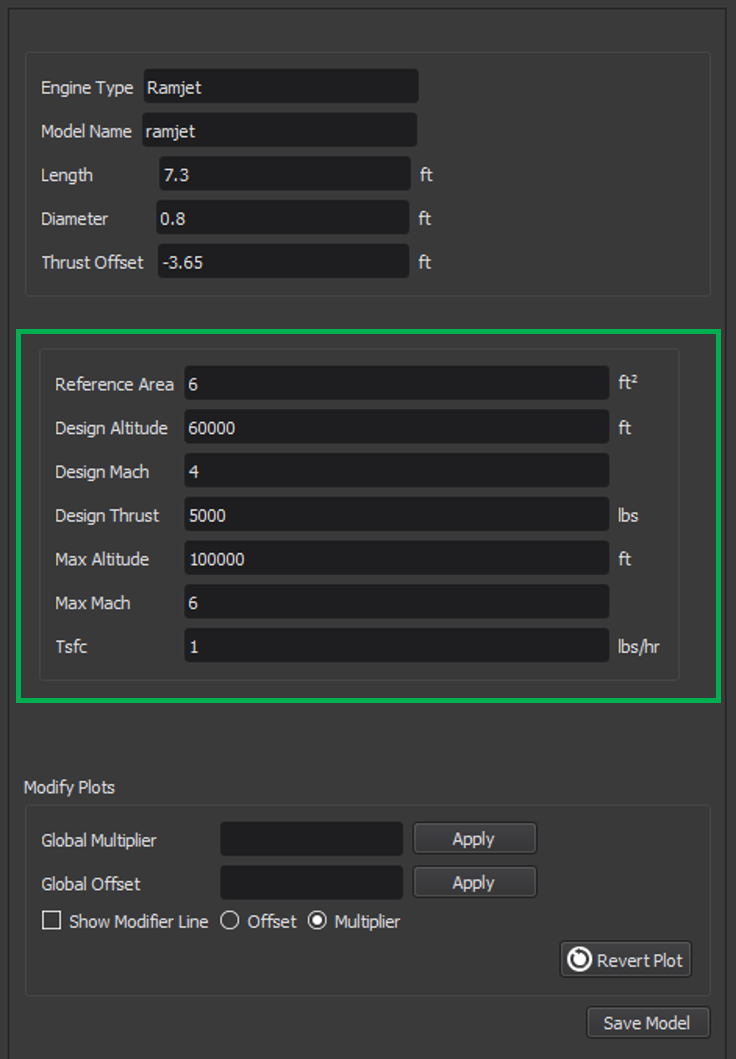 Engine Type Ramjet
Model Name ramjet
Length 7.3 ft
Diameter 0.8 ft
Thrust Offset -3.65 ft
Reference Area 6 ft²
Design Altitude 60000 ft
Design Mach 4
Design Thrust 5000 lbs
Max Altitude 100000 ft
Max Mach 6
Tsfc 1 lbs/hr
Modify Plots
Global Multiplier Apply
Global Offset Apply
Show Modifier Line Offset Multiplier
Revert Plot
Save Model